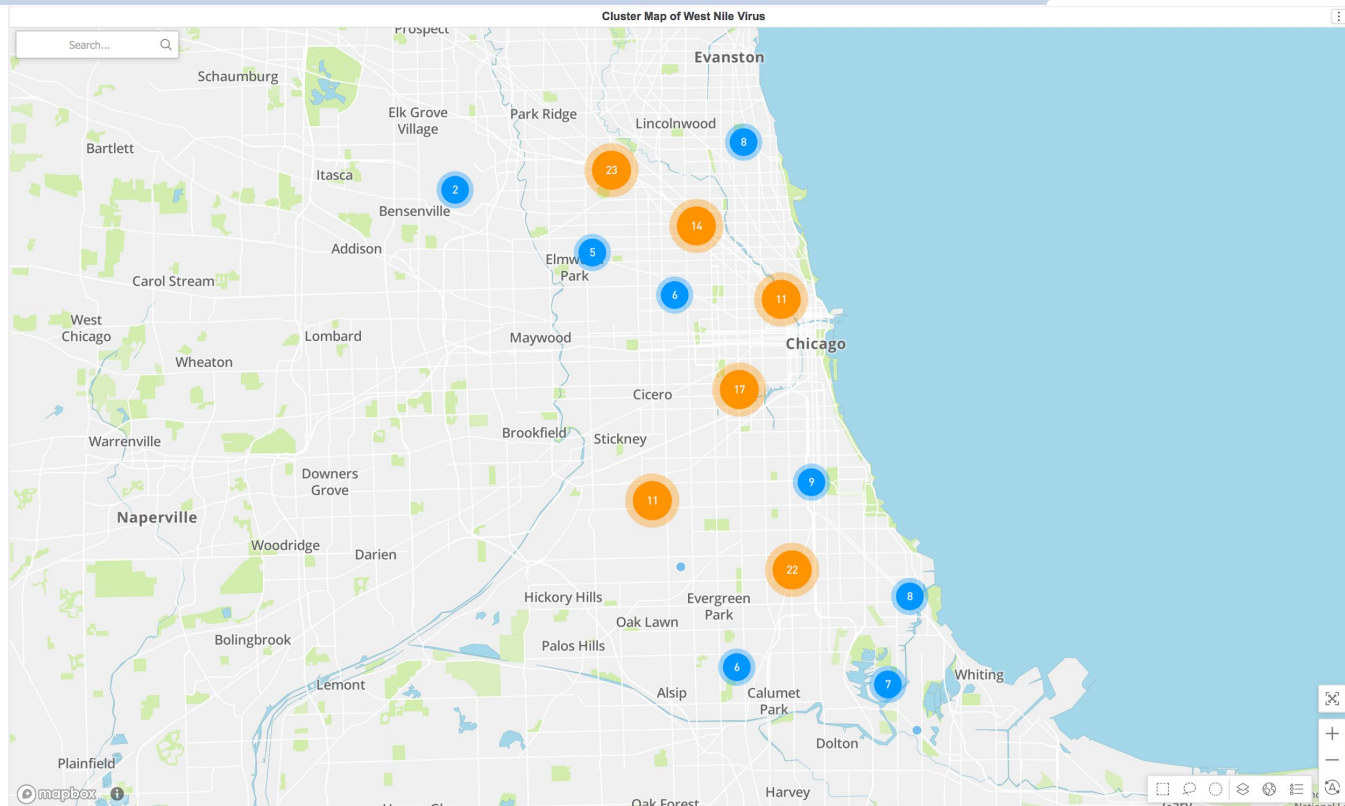 Cluster Map of West Nile Virus
Search...
Prospect
Evanston
Schaumburg
Elk Grove
Village
Park Ridge
Lincolnwood
Bartlett
8
Itasca
23
2
Bensenville
14
Addison
5
Elmwood
Park
Carol Stream
6
11
West
Chicago
Lombard
Maywood
Chicago
Wheaton
17
Cicero
Brookfield
Stickney
Warrenville
Downers
Grove
9
11
Naperville
Woodridge
Darien
22
Hickory Hills
Evergreen
Park
8
Oak Lawn
Bolingbrook
Palos Hills
6
Whiting
Lemont
7
Alsip
Calumet
Park
Dolton
Plainfield
mapbox
Harvey
Oak Forest